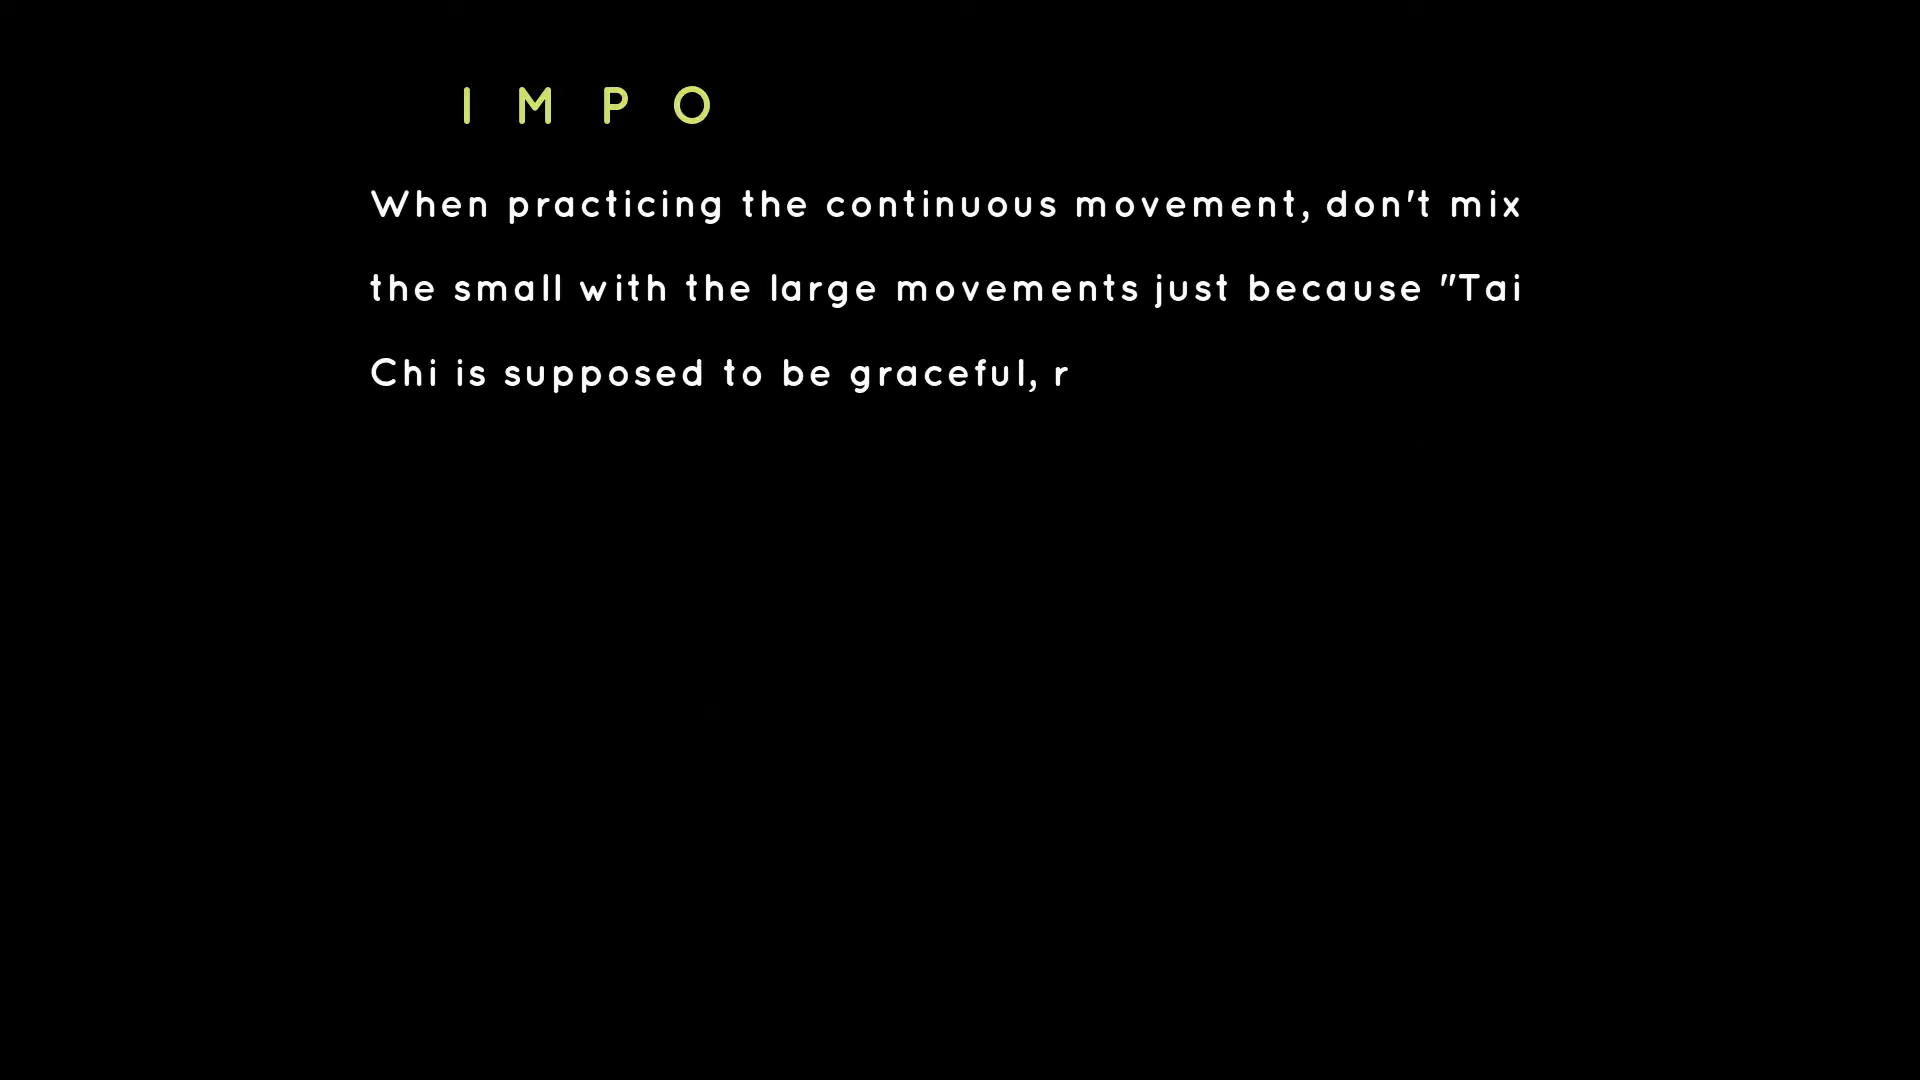 I M P O
When practicing the continuous movement, don't mix
the small with the large movements just because "Tai
Chi is supposed to be graceful, r